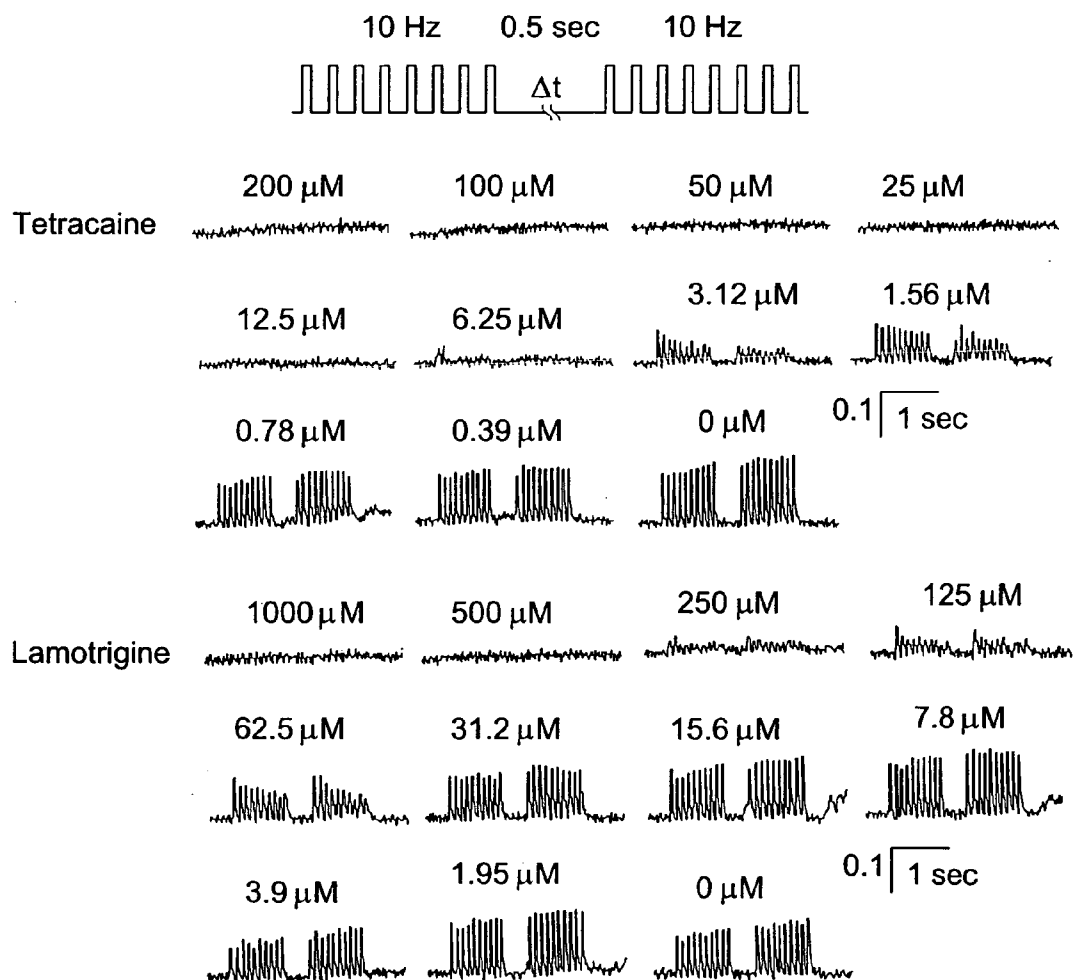 10 Hz 0.5 sec 10 Hz
Δt
200 μM 100 μM 50 μM 25 μM
Tetracaine
12.5 μM 6.25 μM 3.12 μM 1.56 μM
0.78 μM 0.39 μM 0 μM 0.1 1 sec
1000 μM 500 μM 250 μM 125 μM
Lamotrigine
62.5 μM 31.2 μM 15.6 μM 7.8 μM
0.1 1 sec
3.9 μM 1.95 μM 0 μM